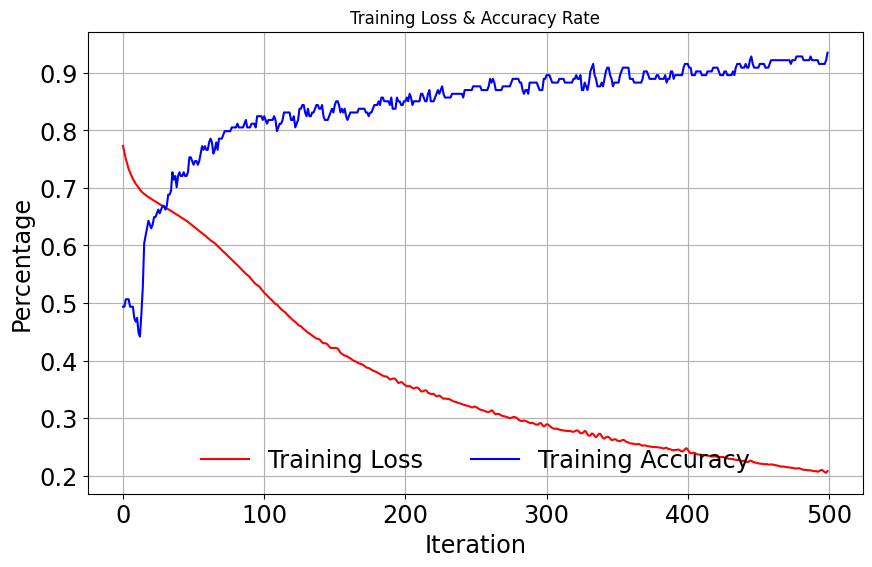 Training Loss & Accuracy Rate
Percentage
0.9
0.8
0.7
0.6
0.5
0.4
0.3
0.2
Training Loss
Training Accuracy
0 100 200 300 400 500
Iteration